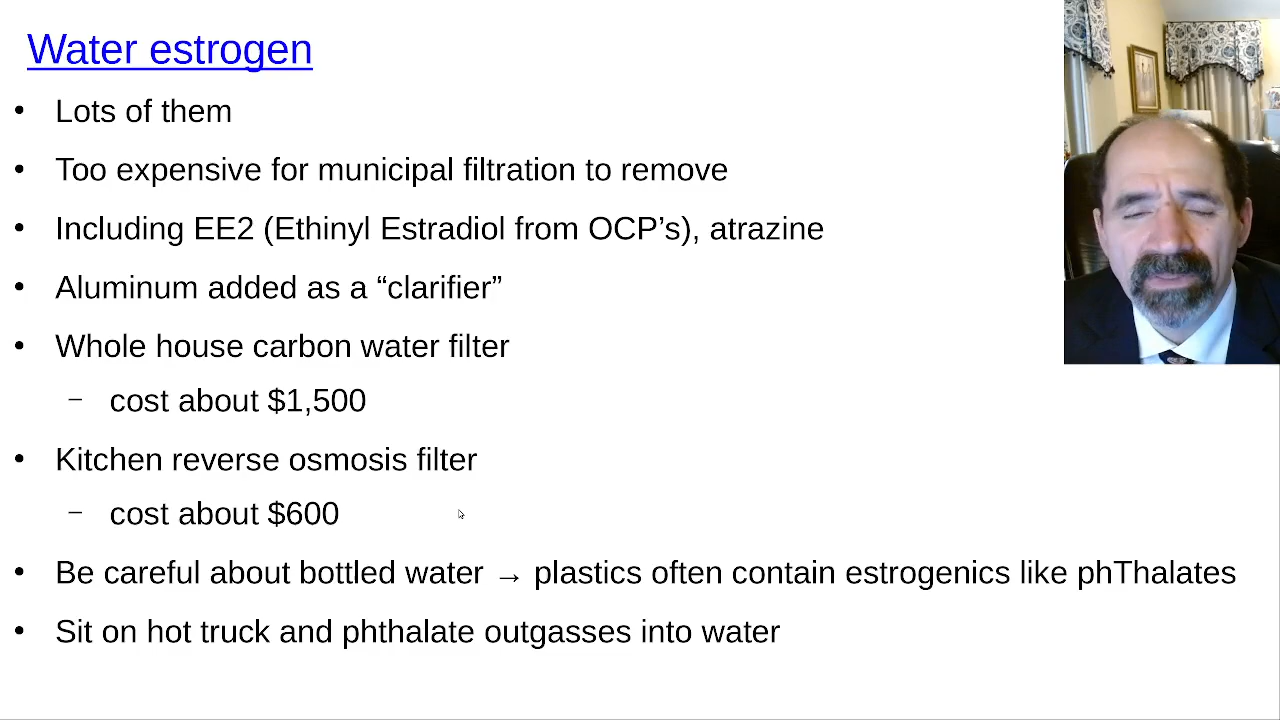 Water estrogen
• Lots of them
• Too expensive for municipal filtration to remove
• Including EE2 (Ethinyl Estradiol from OCP’s), atrazine
• Aluminum added as a “clarifier”
• Whole house carbon water filter
– cost about $1,500
• Kitchen reverse osmosis filter
– cost about $600
• Be careful about bottled water → plastics often contain estrogenics like phThalates
• Sit on hot truck and phthalate outgasses into water